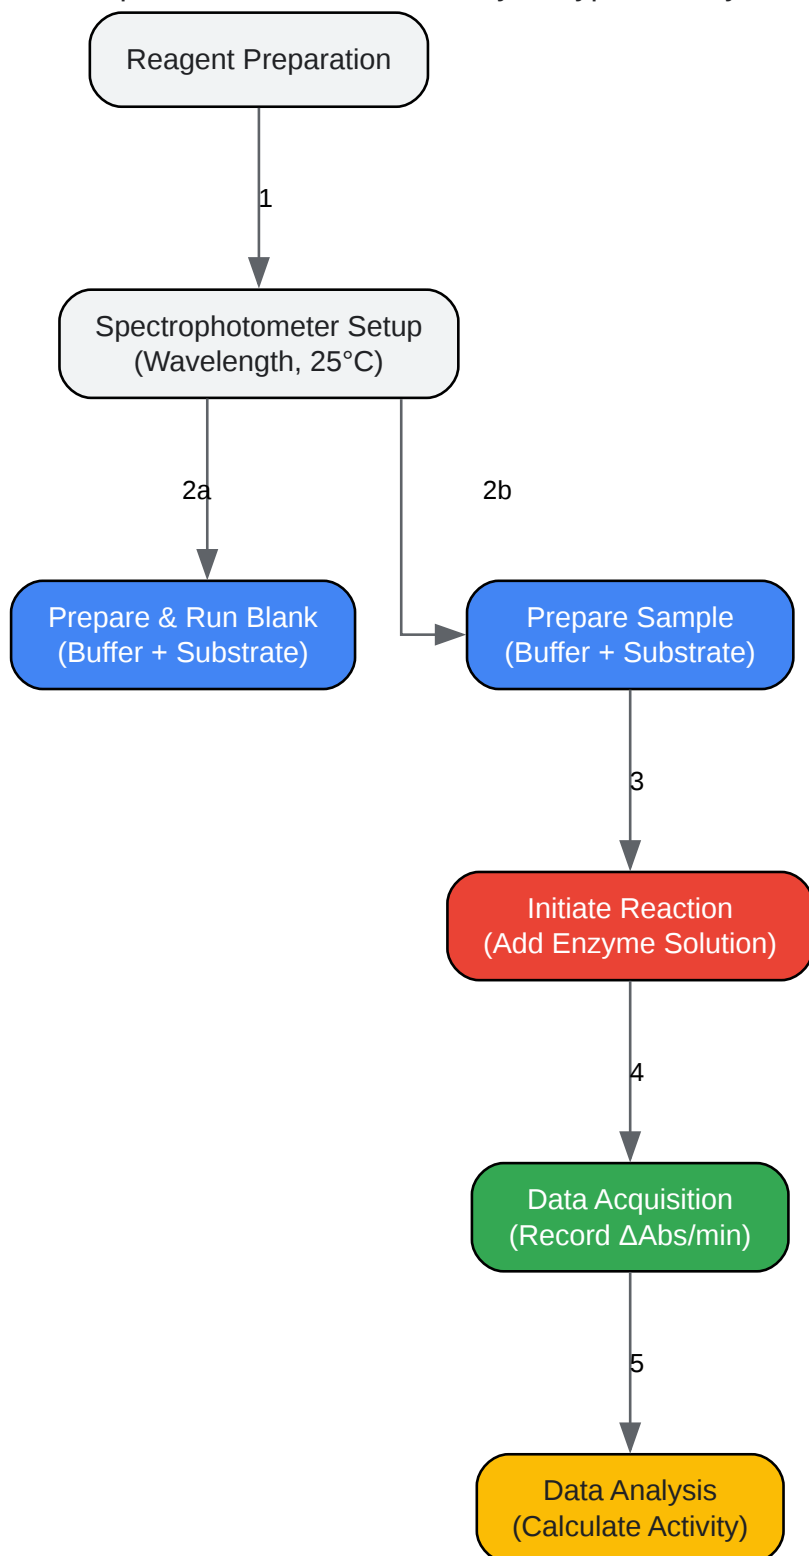 Reagent Preparation
1
Spectrophotometer Setup
(Wavelength, 25°C)
2a
2b
Prepare & Run Blank
(Buffer + Substrate)
Prepare Sample
(Buffer + Substrate)
3
Initiate Reaction
(Add Enzyme Solution)
4
Data Acquisition
(Record ΔAbs/min)
5
Data Analysis
(Calculate Activity)